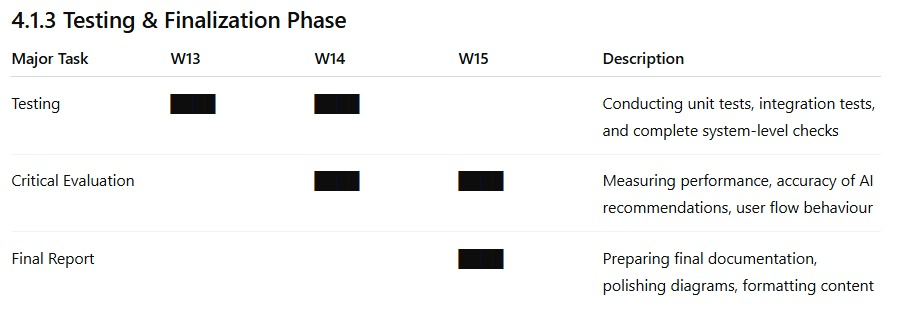 4.1.3 Testing & Finalization Phase
Major Task W13 W14 W15 Description
Testing ████ ████ Conducting unit tests, integration tests,
and complete system-level checks
Critical Evaluation ████ ████ Measuring performance, accuracy of AI
recommendations, user flow behaviour
Final Report ████ Preparing final documentation,
polishing diagrams, formatting content